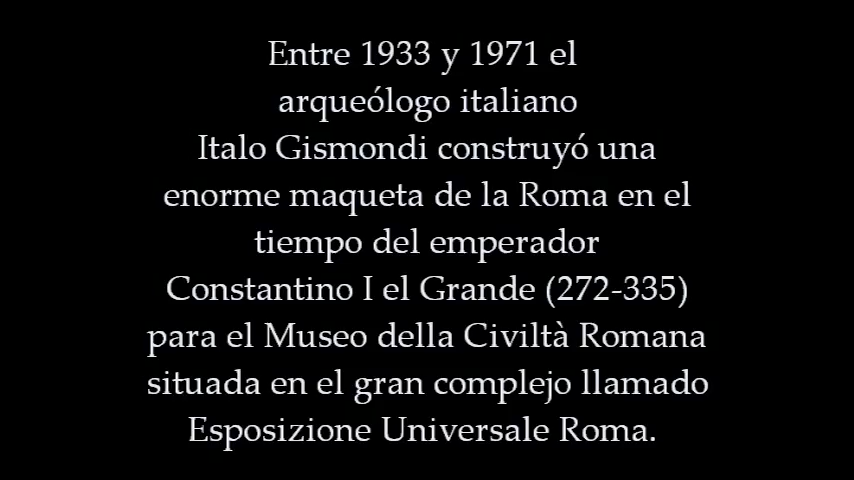 Entre 1933 y 1971 el
arqueólogo italiano
Italo Gismondi construyó una
enorme maqueta de la Roma en el
tiempo del emperador
Constantino I el Grande (272-335)
para el Museo della Civiltà Romana
situada en el gran complejo llamado
Esposizione Universale Roma.